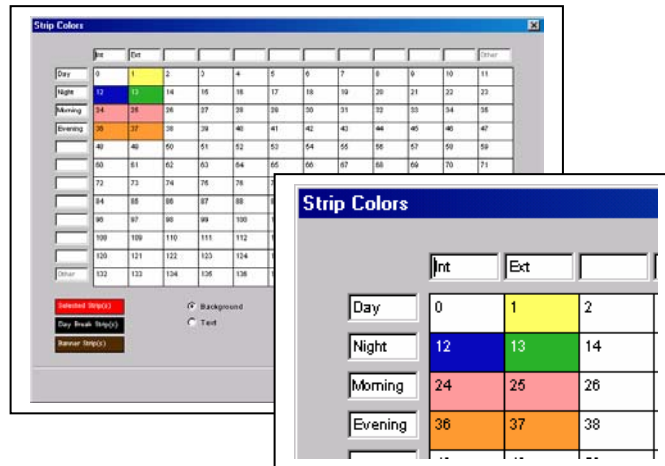 Strip Colors
Int Ext Other
Day 0 1 2 3 4 5 6 7 8 9 10 11
Night 12 13 14 15 16 17 18 19 20 21 22 23
Morning 24 25 26 27 28 29 30 31 32 33 34 35
Evening 36 37 38 39 40 41 42 43 44 45 46 47
48 49 50 51 52 53 54 55 56 57 58 59
60 61 62 63 64 65 66 67 68 69 70 71
72 73 74 75 76
84 85 86 87 88
96 97 98 99 100
108 109 110 111 112
120 121 122 123 124
Other 132 133 134 135 136
Selected Strip(s)
Day Break Strip(s)
Banner Strip(s)
Background
Text
Strip Colors
Int Ext
Day 0 1 2
Night 12 13 14
Morning 24 25 26
Evening 36 37 38